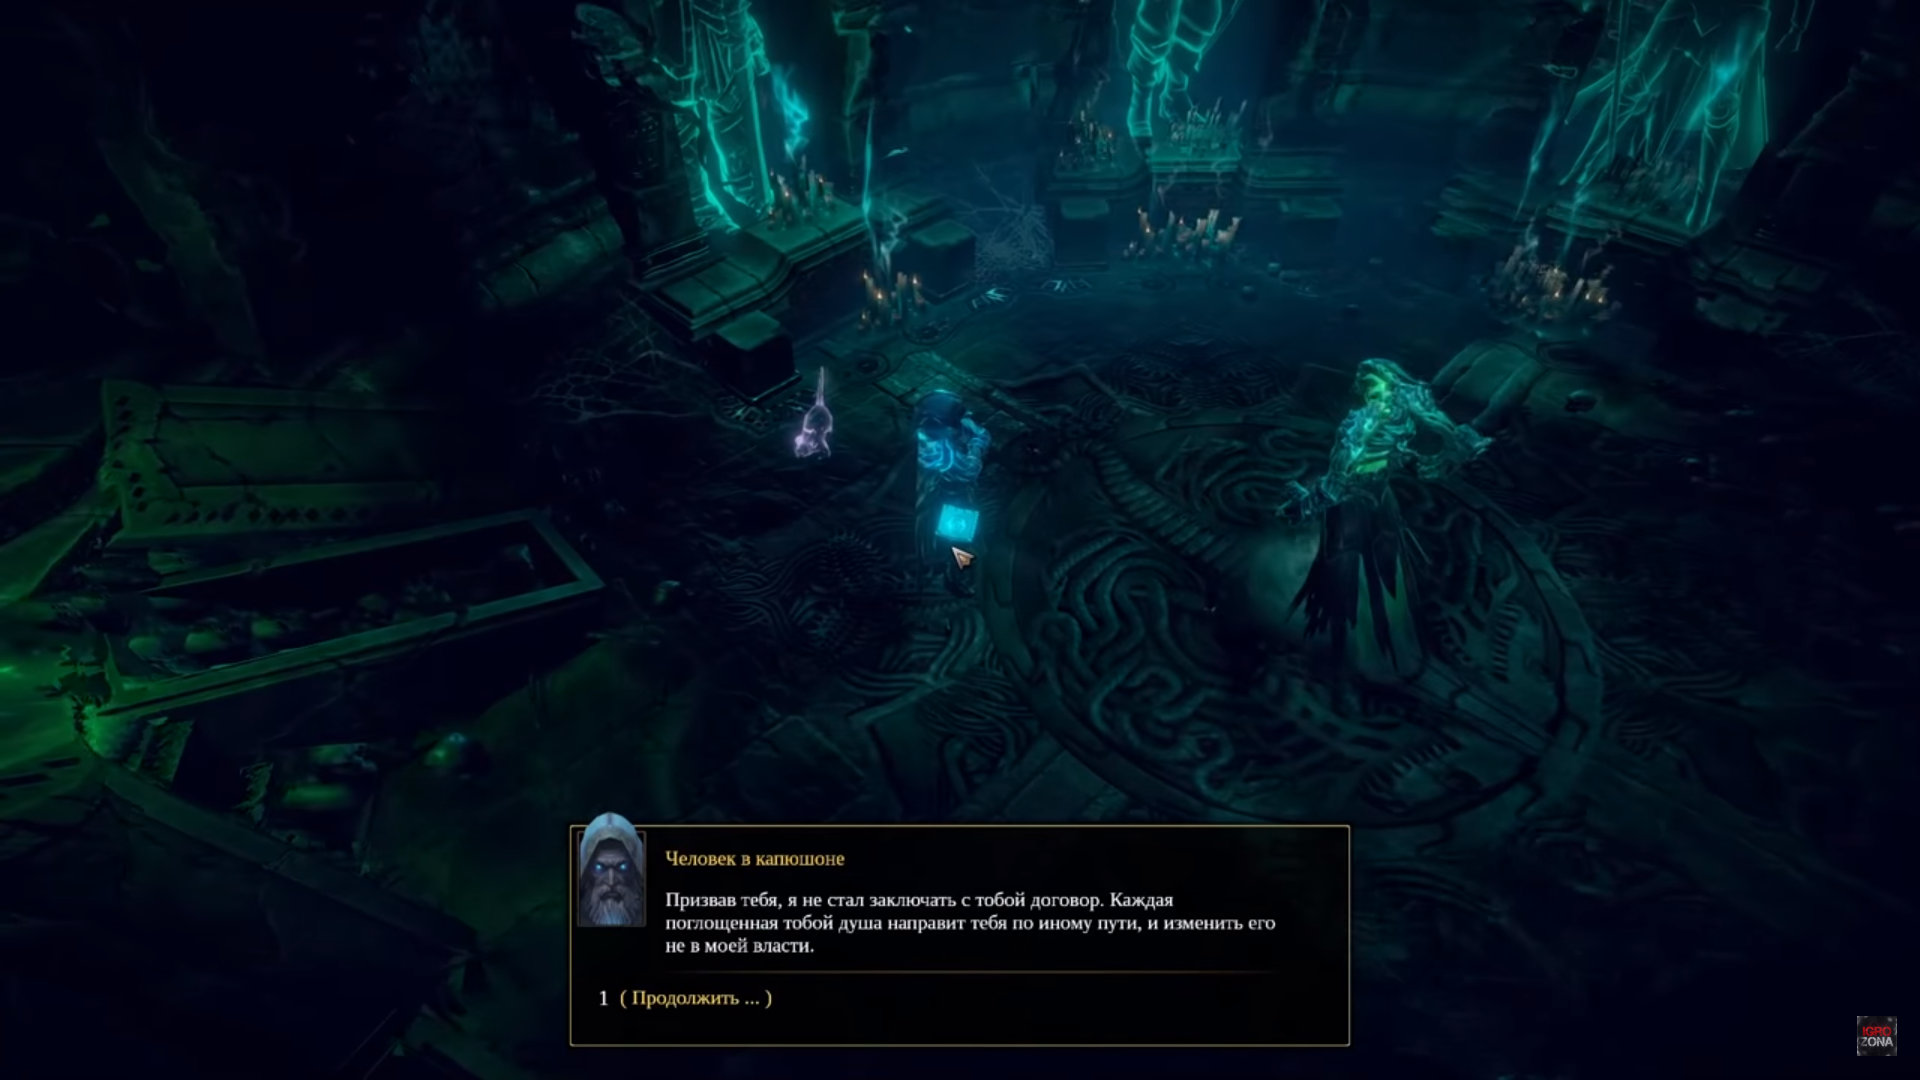 Человек в капюшоне
Призвав тебя, я не стал заключать с тобой договор. Каждая
поглощенная тобой душа направит тебя по иному пути, и изменить его
не в моей власти.
1 ( Продолжить ... )
IGRO
ZONA